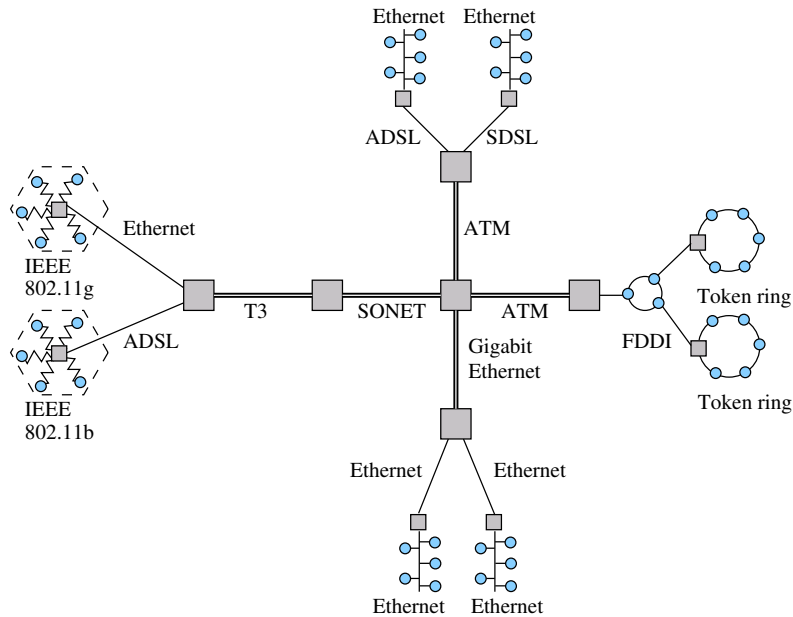 Ethernet Ethernet
ADSL SDSL
ATM
Ethernet
IEEE
802.11g
T3 SONET ATM
Token ring
ADSL
Gigabit
Ethernet
FDDI
IEEE
802.11b
Token ring
Ethernet Ethernet
Ethernet Ethernet